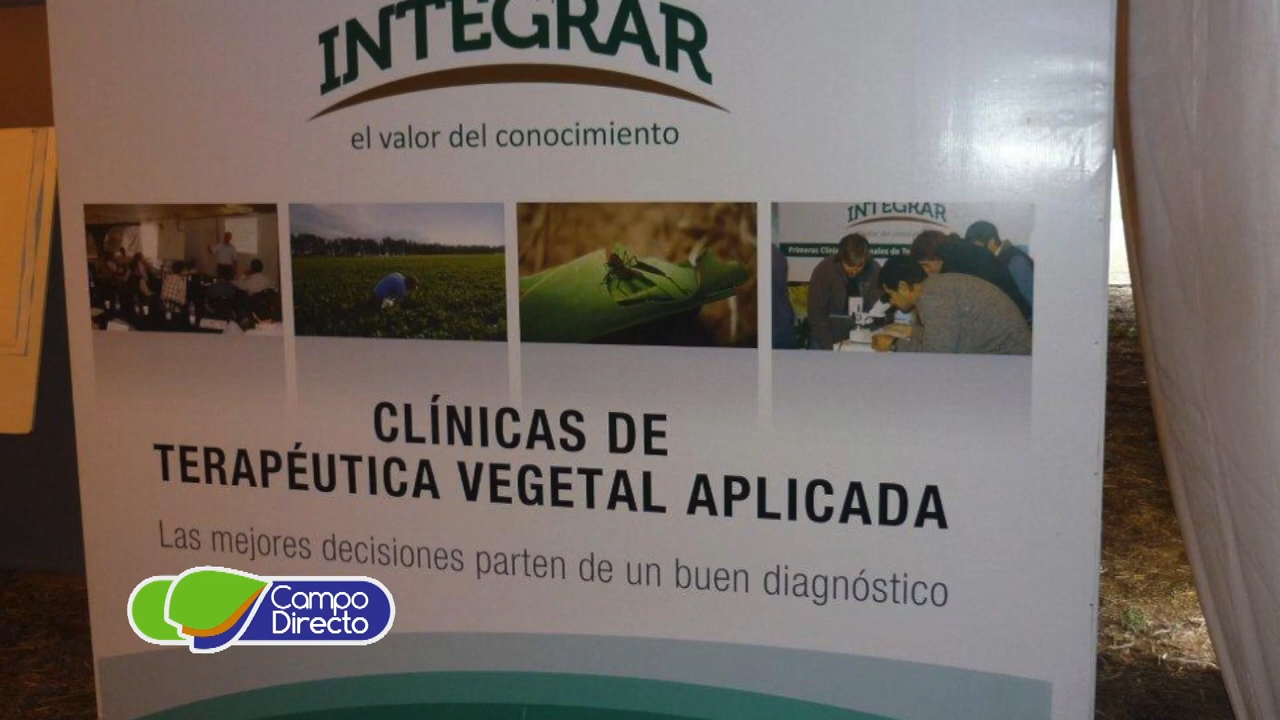 INTEGRAR
el valor del conocimiento
INTEGRAR
CLÍNICAS DE
TERAPÉUTICA VEGETAL APLICADA
Las mejores decisiones parten de un buen diagnóstico
Campo
Directo